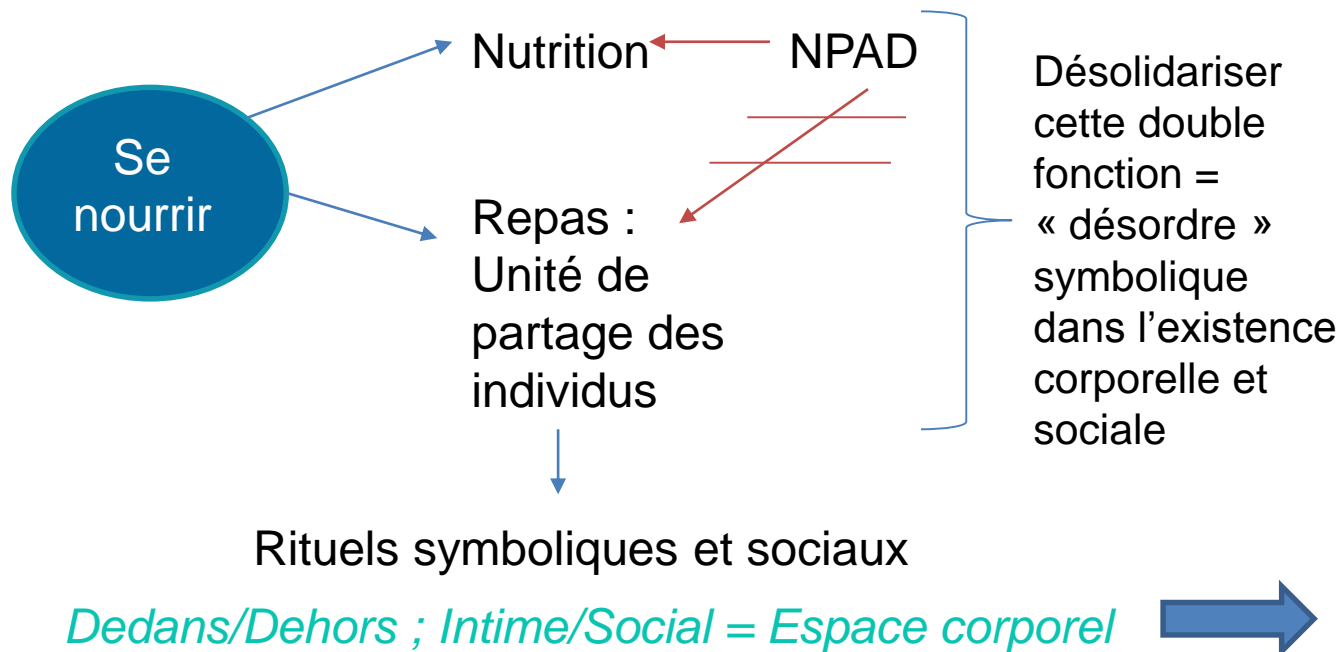 Se
nourrir
Nutrition
NPAD
Repas :
Unité de
partage des
individus
Désolidariser
cette double
fonction =
« désordre »
symbolique
dans l’existence
corporelle et
sociale
Rituels symboliques et sociaux
Dedans/Dehors ; Intime/Social = Espace corporel